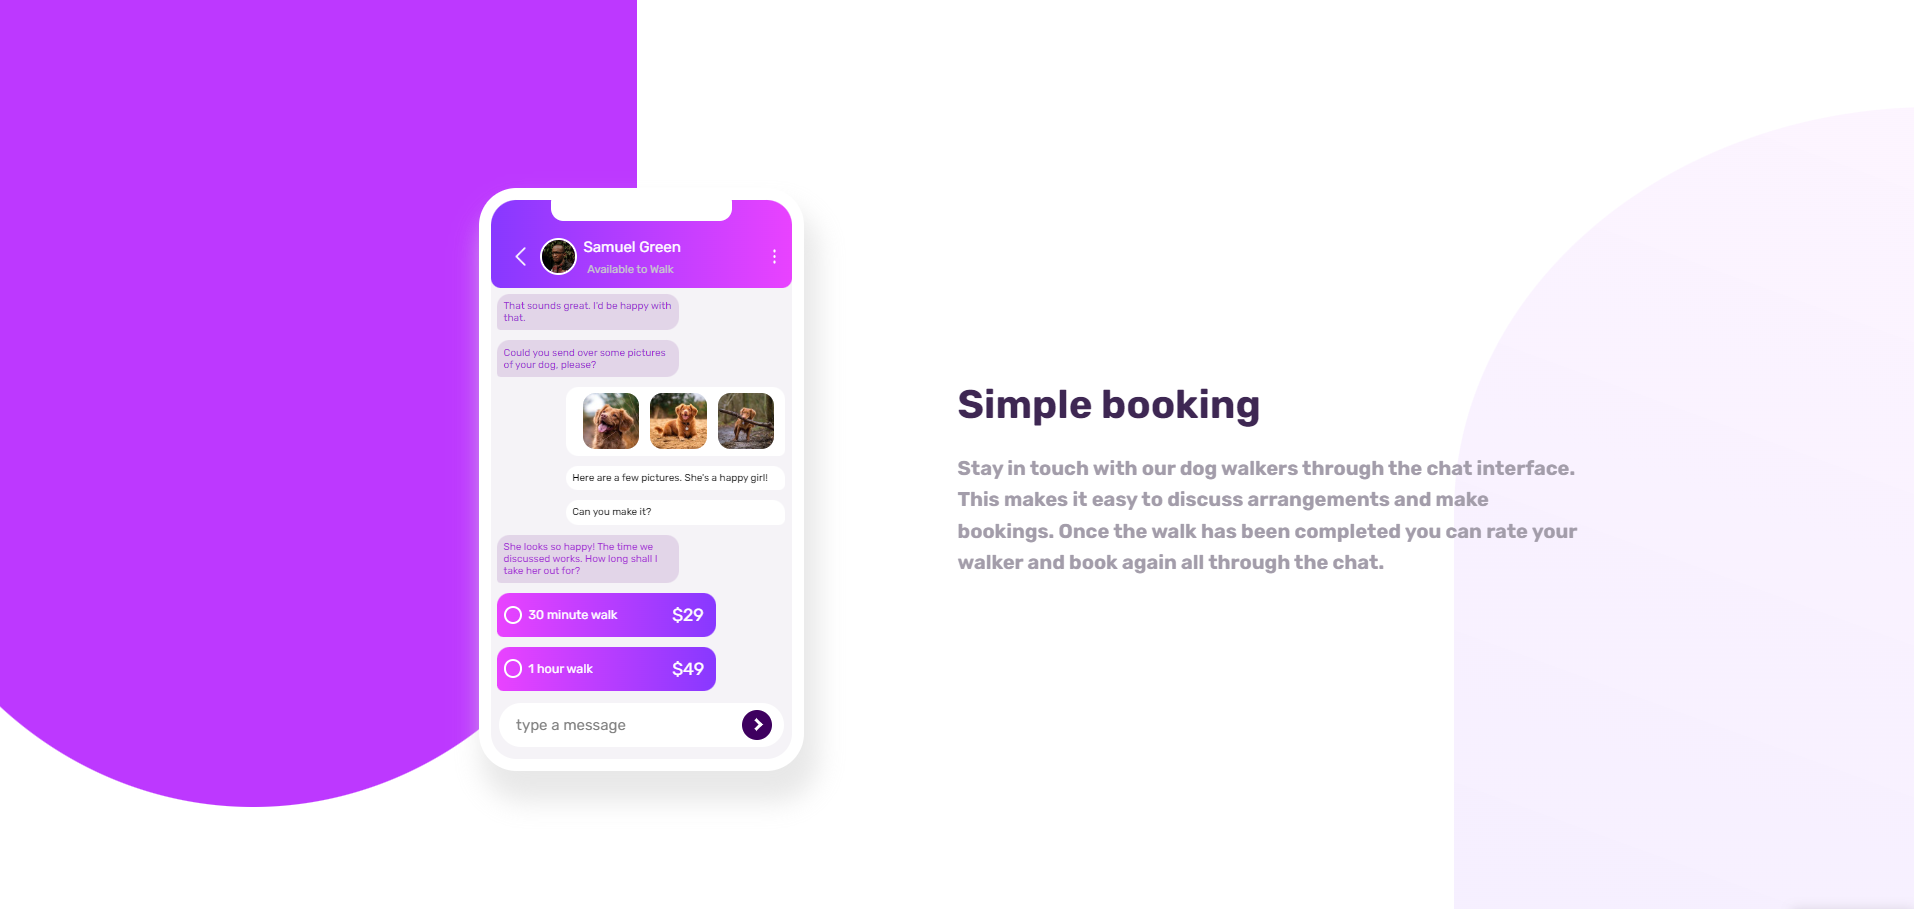 Samuel Green
Available to Walk
That sounds great. I'd be happy with
that.
Could you send over some pictures
of your dog, please?
Here are a few pictures. She's a happy girl!
Can you make it?
She looks so happy! The time we
discussed works. How long shall I
take her out for?
30 minute walk $29
1 hour walk $49
type a message
Simple booking
Stay in touch with our dog walkers through the chat interface.
This makes it easy to discuss arrangements and make
bookings. Once the walk has been completed you can rate your
walker and book again all through the chat.